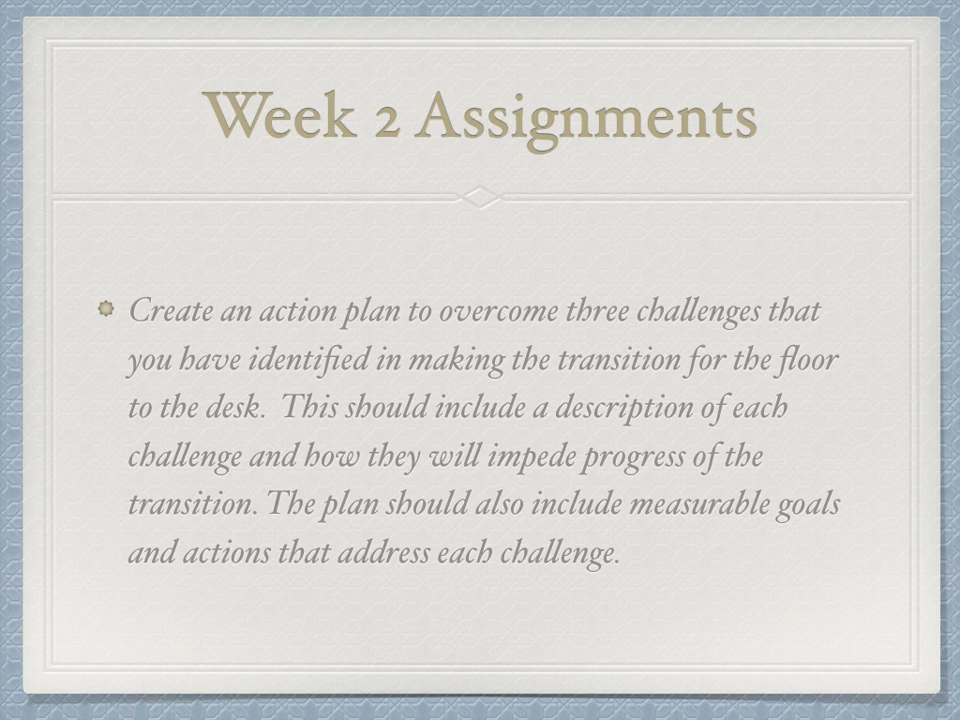 Week 2 Assignments
Create an action plan to overcome three challenges that
you have identified in making the transition for the floor
to the desk.  This should include a description of each
challenge and how they will impede progress of the
transition. The plan should also include measurable goals
and actions that address each challenge.